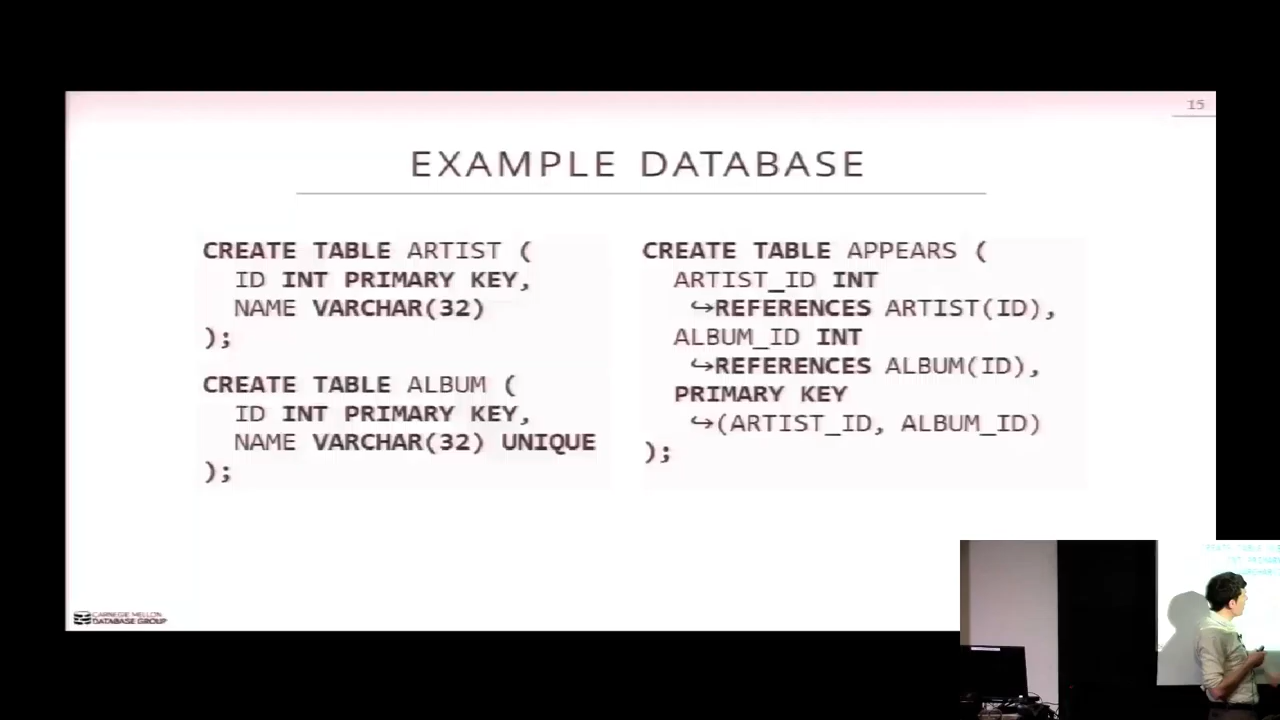 15
EXAMPLE DATABASE
CREATE TABLE ARTIST (
ID INT PRIMARY KEY,
NAME VARCHAR(32)
);
CREATE TABLE ALBUM (
ID INT PRIMARY KEY,
NAME VARCHAR(32) UNIQUE
);
CREATE TABLE APPEARS (
ARTIST_ID INT
↪REFERENCES ARTIST(ID),
ALBUM_ID INT
↪REFERENCES ALBUM(ID),
PRIMARY KEY
↪(ARTIST_ID, ALBUM_ID)
);
CARNEGIE MELLON
DATABASE GROUP